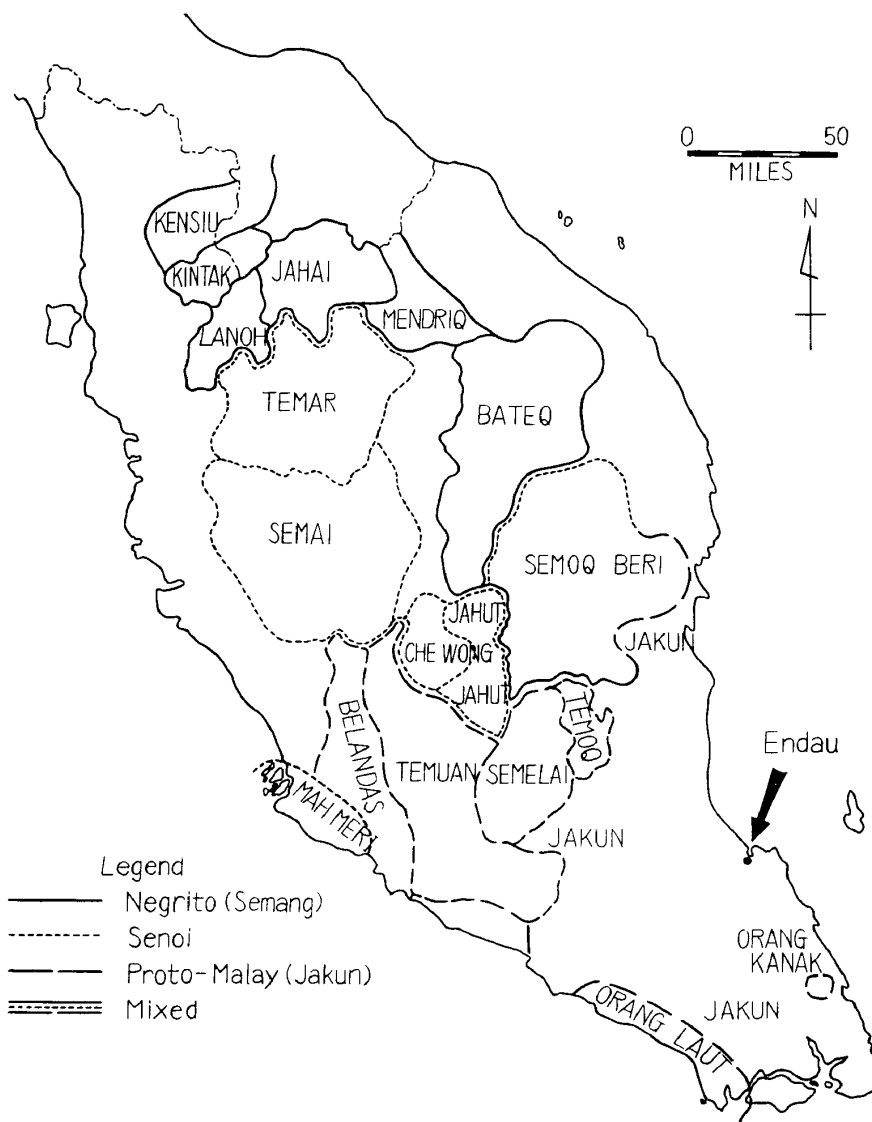 0 50
MILES
N
KENSIU
KINTAK
JAHAI
LANOH
MENDRIQ
TEMAR
BATEQ
SEMAI
SEMOQ BERI
JAHUT
CHE WONG
JAKUN
JAHUT
TEMOQ
BELANDAS
TEMUAN
SEMELAI
Endau
MAH MERI
JAKUN
Legend
Negrito (Semang)
Senoi
Proto-Malay (Jakun)
Mixed
ORANG
KANAK
ORANG LAUT
JAKUN